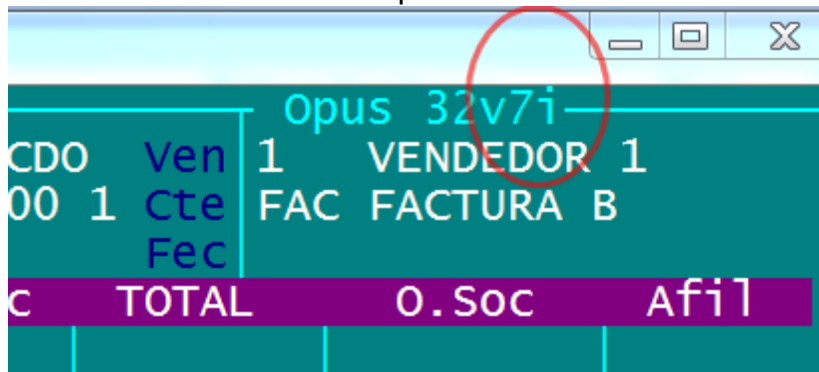 Opus 32v7i
CDO Ven 1 VENDEDOR 1
00 1 Cte FAC FACTURA B
Fec
c TOTAL O.Soc Afil